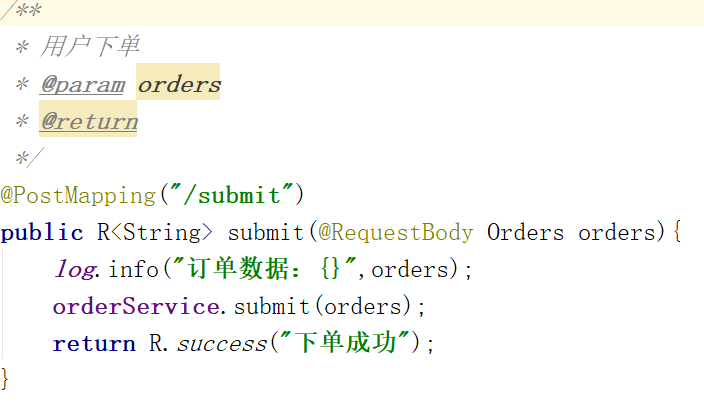 /**
 * 用户下单
 * @param orders
 * @return
 */
@PostMapping("/submit")
public R<String> submit(@RequestBody Orders orders){
    log.info("订单数据：{}",orders);
    orderService.submit(orders);
    return R.success("下单成功");
}